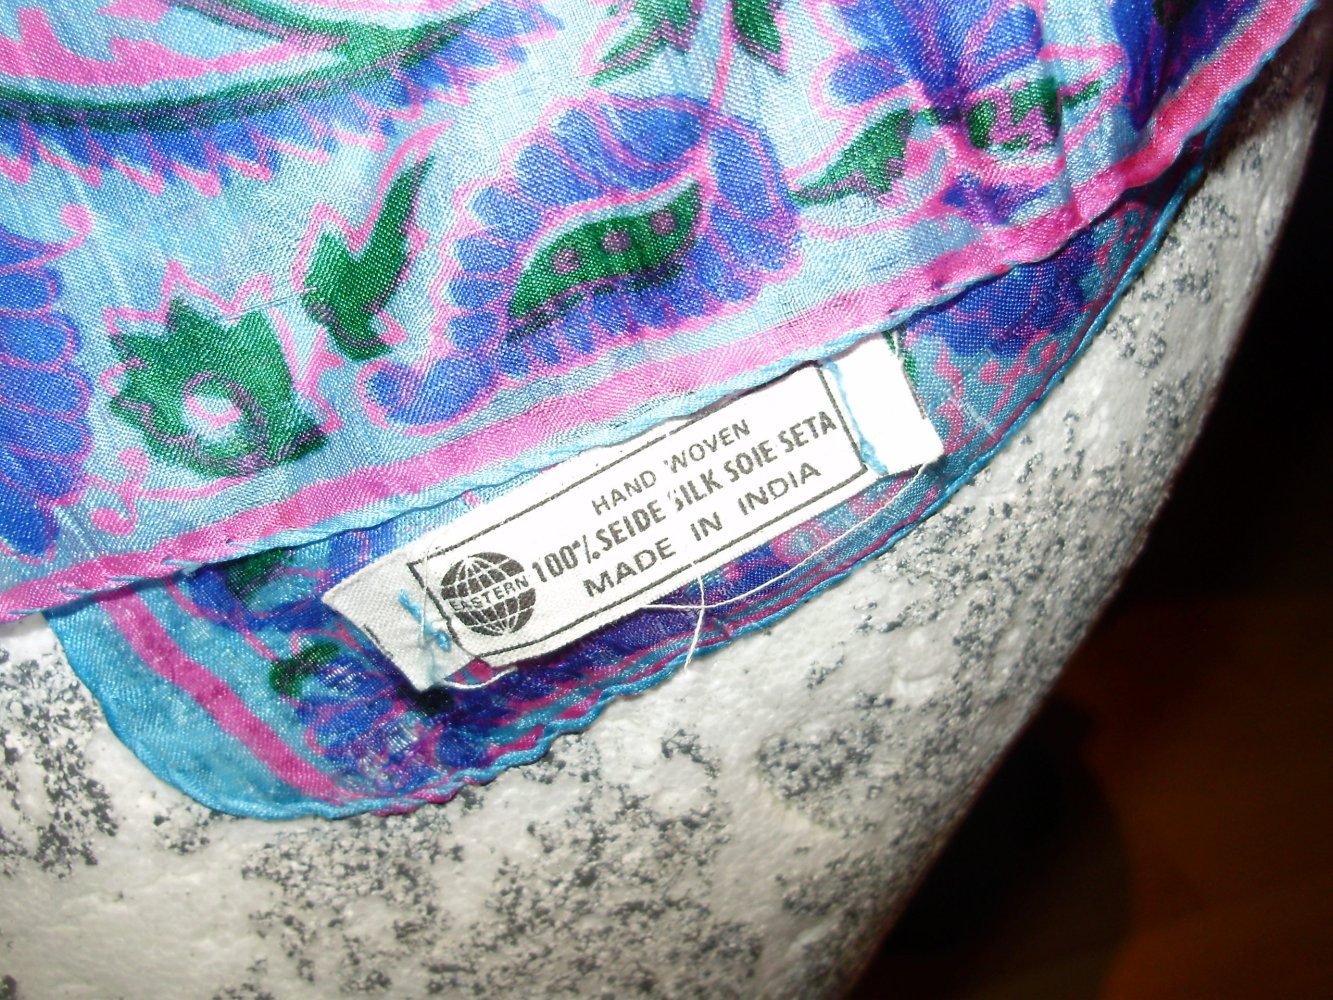 HAND WOVEN
100% SEIDE SILK SOIE SETA
MADE IN INDIA
EASTERN